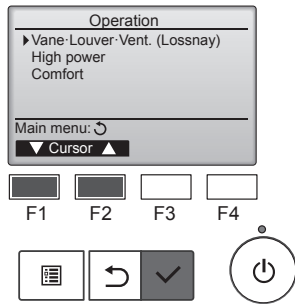 Operation
▶Vane·Louver·Vent. (Lossnay)
High power
Comfort
Main menu:
▼ Cursor ▲
F1 F2 F3 F4